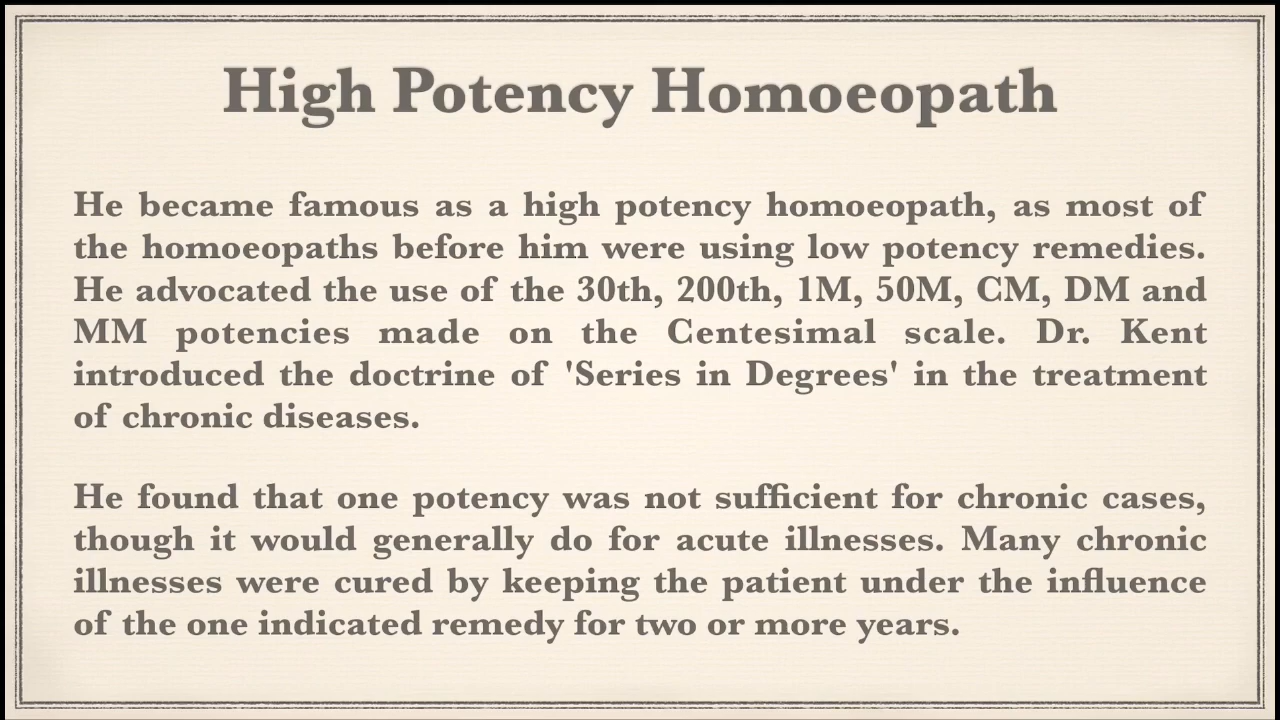 High Potency Homoeopath
He became famous as a high potency homoeopath, as most of
the homoeopaths before him were using low potency remedies.
He advocated the use of the 30th, 200th, 1M, 50M, CM, DM and
MM potencies made on the Centesimal scale. Dr. Kent
introduced the doctrine of 'Series in Degrees' in the treatment
of chronic diseases.
He found that one potency was not sufficient for chronic cases,
though it would generally do for acute illnesses. Many chronic
illnesses were cured by keeping the patient under the influence
of the one indicated remedy for two or more years.